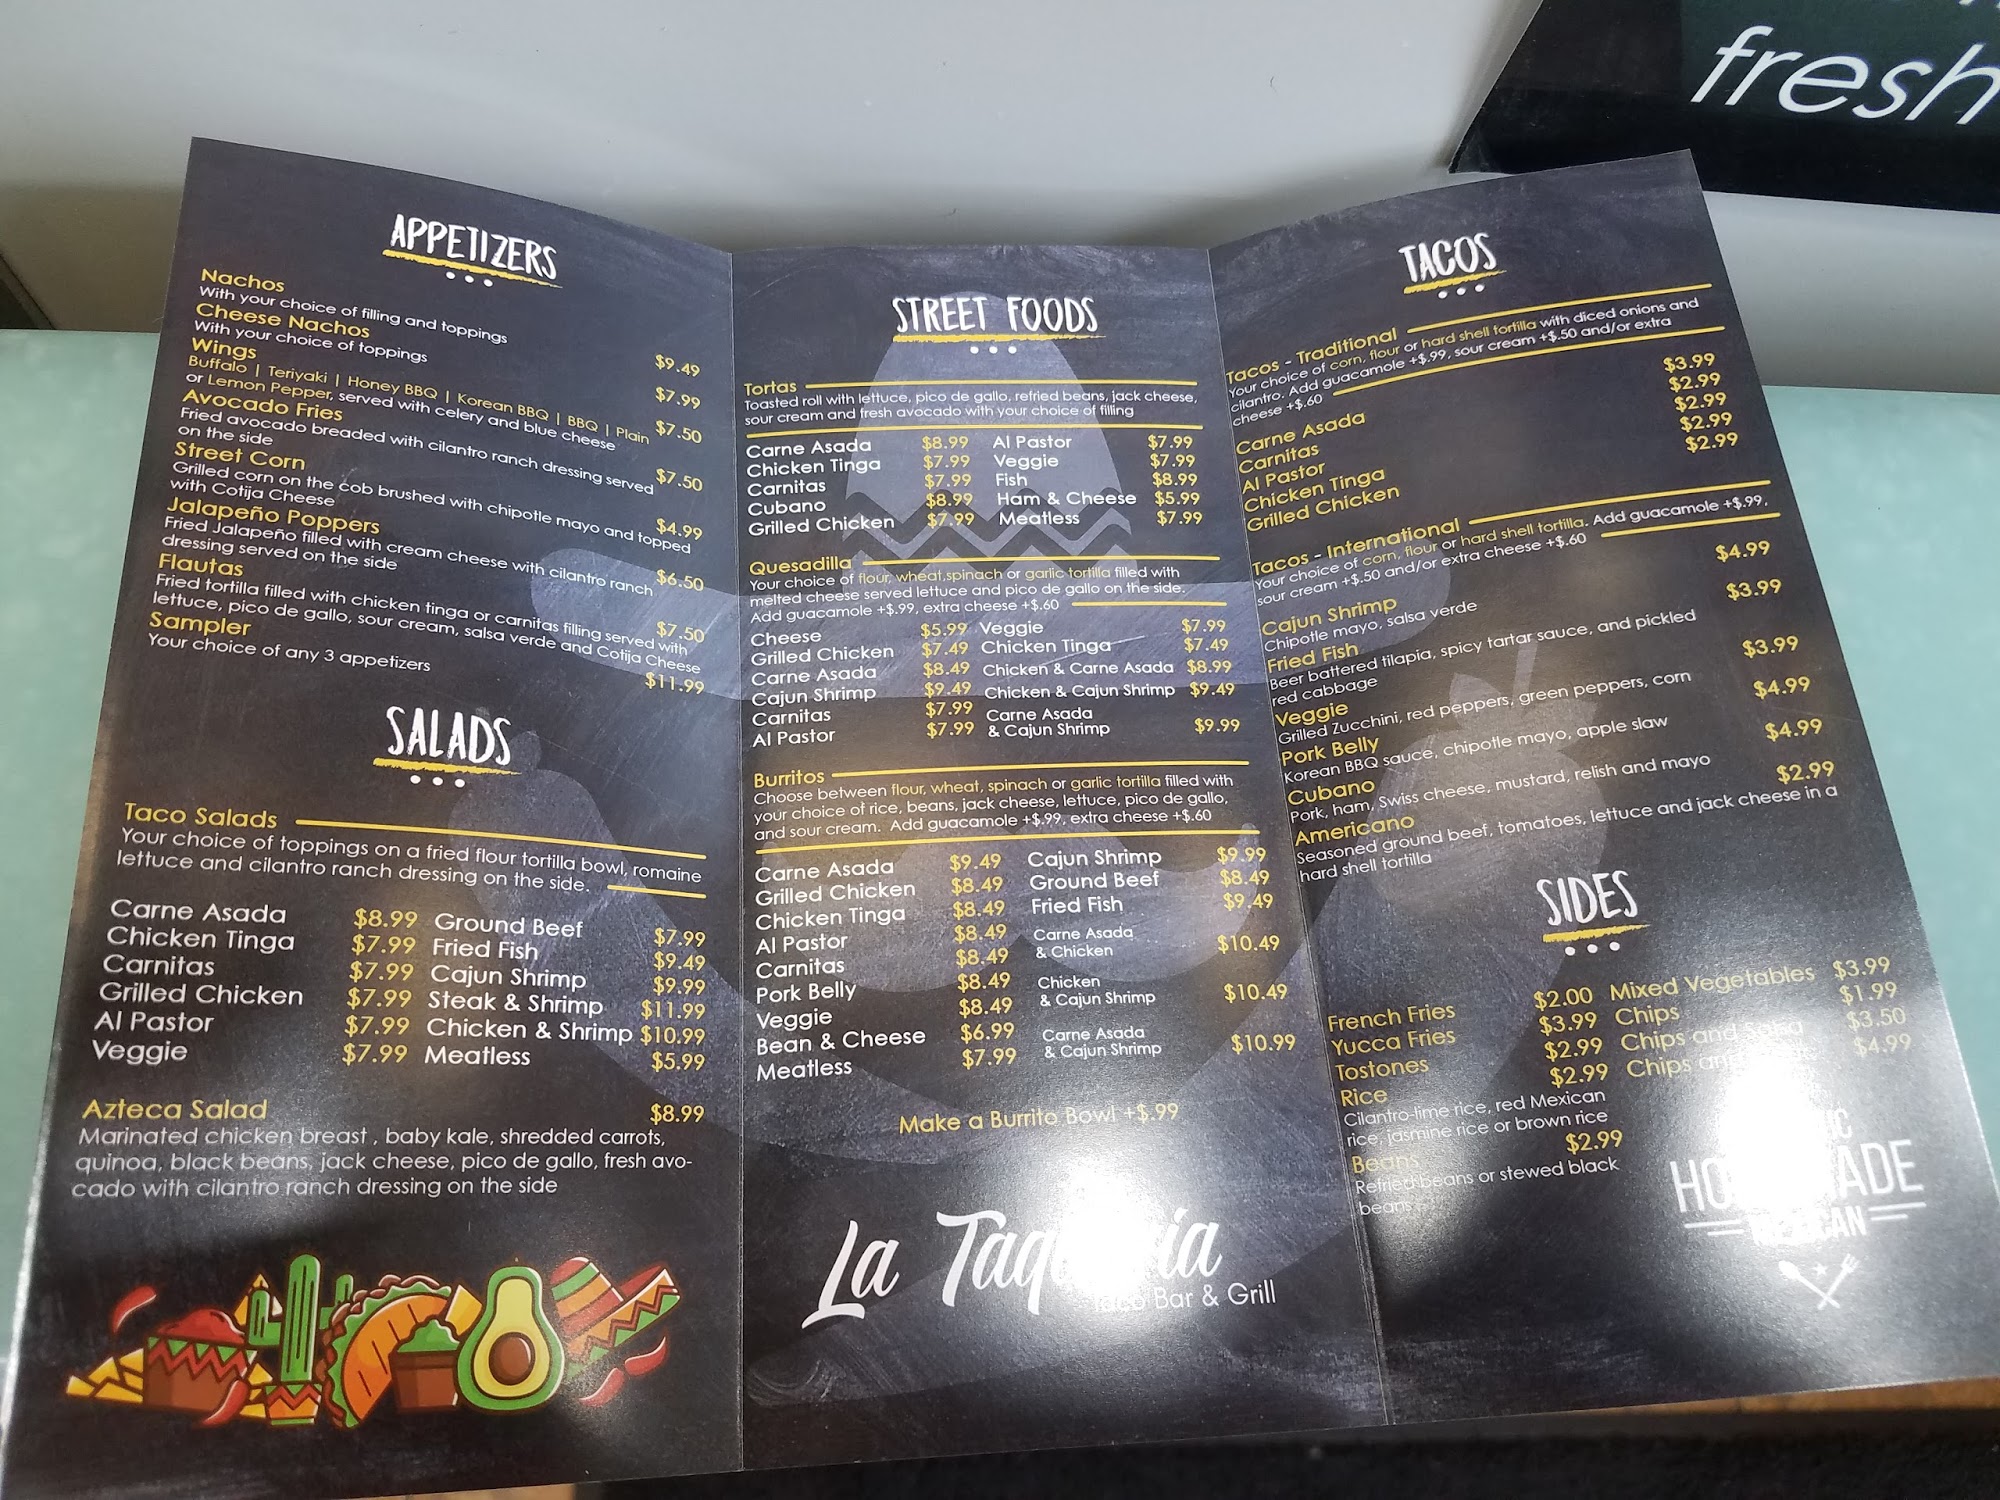 fresh
APPETIZERS
Nachos
With your choice of filling and toppings $9.49
Cheese Nachos
With your choice of toppings $7.99
Wings
Buffalo | Teriyaki | Honey BBQ | Korean BBQ | BBQ | Plain $7.50
or Lemon Pepper, served with celery and blue cheese
Avocado Fries
Fried avocado breaded with cilantro ranch dressing served $7.50
on the side
Street Corn
Grilled corn on the cob brushed with chipotle mayo and topped $4.99
with Cotija Cheese
Jalapeño Poppers
Fried Jalapeño filled with cream cheese with cilantro ranch $6.50
dressing served on the side
Flautas
Fried tortilla filled with chicken tinga or carnitas filling served with $7.50
lettuce, pico de gallo, sour cream, salsa verde and Cotija Cheese
Sampler
Your choice of any 3 appetizers $11.99
SALADS
Taco Salads
Your choice of toppings on a fried flour tortilla bowl, romaine
lettuce and cilantro ranch dressing on the side.
Carne Asada $8.99 Ground Beef $7.99
Chicken Tinga $7.99 Fried Fish $9.49
Carnitas $7.99 Cajun Shrimp $9.99
Grilled Chicken $7.99 Steak & Shrimp $11.99
Al Pastor $7.99 Chicken & Shrimp $10.99
Veggie $7.99 Meatless $5.99
Azteca Salad $8.99
Marinated chicken breast , baby kale, shredded carrots,
quinoa, black beans, jack cheese, pico de gallo, fresh avo-
cado with cilantro ranch dressing on the side
STREET FOODS
Tortas
Toasted roll with lettuce, pico de gallo, refried beans, jack cheese,
sour cream and fresh avocado with your choice of filling
Carne Asada $8.99 Al Pastor $7.99
Chicken Tinga $7.99 Veggie $7.99
Carnitas $7.99 Fish $8.99
Cubano $8.99 Ham & Cheese $5.99
Grilled Chicken $7.99 Meatless $7.99
Quesadilla
Your choice of flour, wheat,spinach or garlic tortilla filled with
melted cheese served lettuce and pico de gallo on the side.
Add guacamole +$.99, extra cheese +$.60
Cheese $5.99 Veggie $7.99
Grilled Chicken $7.49 Chicken Tinga $7.49
Carne Asada $8.49 Chicken & Carne Asada $8.99
Cajun Shrimp $9.49 Chicken & Cajun Shrimp $9.49
Carnitas $7.99 Carne Asada
Al Pastor $7.99 & Cajun Shrimp $9.99
Burritos
Choose between flour, wheat, spinach or garlic tortilla filled with
your choice of rice, beans, jack cheese, lettuce, pico de gallo,
and sour cream. Add guacamole +$.99, extra cheese +$.60
Carne Asada $9.49 Cajun Shrimp $9.99
Grilled Chicken $8.49 Ground Beef $8.49
Chicken Tinga $8.49 Fried Fish $9.49
Al Pastor $8.49 Carne Asada
Carnitas $8.49 & Chicken $10.49
Pork Belly $8.49 Chicken
Veggie $8.49 & Cajun Shrimp $10.49
Bean & Cheese $6.99 Carne Asada
Meatless $7.99 & Cajun Shrimp $10.99
Make a Burrito Bowl +$.99
La
Bar & Grill
TACOS
Tacos - Traditional
Your choice of corn, flour or hard shell tortilla with diced onions and
cilantro. Add guacamole +$.99, sour cream +$.50 and/or extra
cheese +$.60
Carne Asada $3.99
Carnitas $2.99
Al Pastor $2.99
Chicken Tinga $2.99
Grilled Chicken $2.99
Tacos - International
Your choice of corn, flour or hard shell tortilla. Add guacamole +$.99,
sour cream +$.50 and/or extra cheese +$.60
Cajun Shrimp $4.99
Chipotle mayo, salsa verde
Fried Fish $3.99
Beer battered tilapia, spicy tartar sauce, and pickled
red cabbage
Veggie $3.99
Grilled Zucchini, red peppers, green peppers, corn
Pork Belly $4.99
Korean BBQ sauce, chipotle mayo, apple slaw
Cubano $4.99
Pork, ham, Swiss cheese, mustard, relish and mayo
Americano $2.99
Seasoned ground beef, tomatoes, lettuce and jack cheese in a
hard shell tortilla
SIDES
French Fries $2.00 Mixed Vegetables $3.99
Yucca Fries $3.99 Chips $1.99
Tostones $2.99 Chips and Salsa $3.50
Rice $2.99 Chips and $4.99
Cilantro-lime rice, red Mexican
rice, jasmine rice or brown rice
Beans $2.99
Refried beans or stewed black
beans